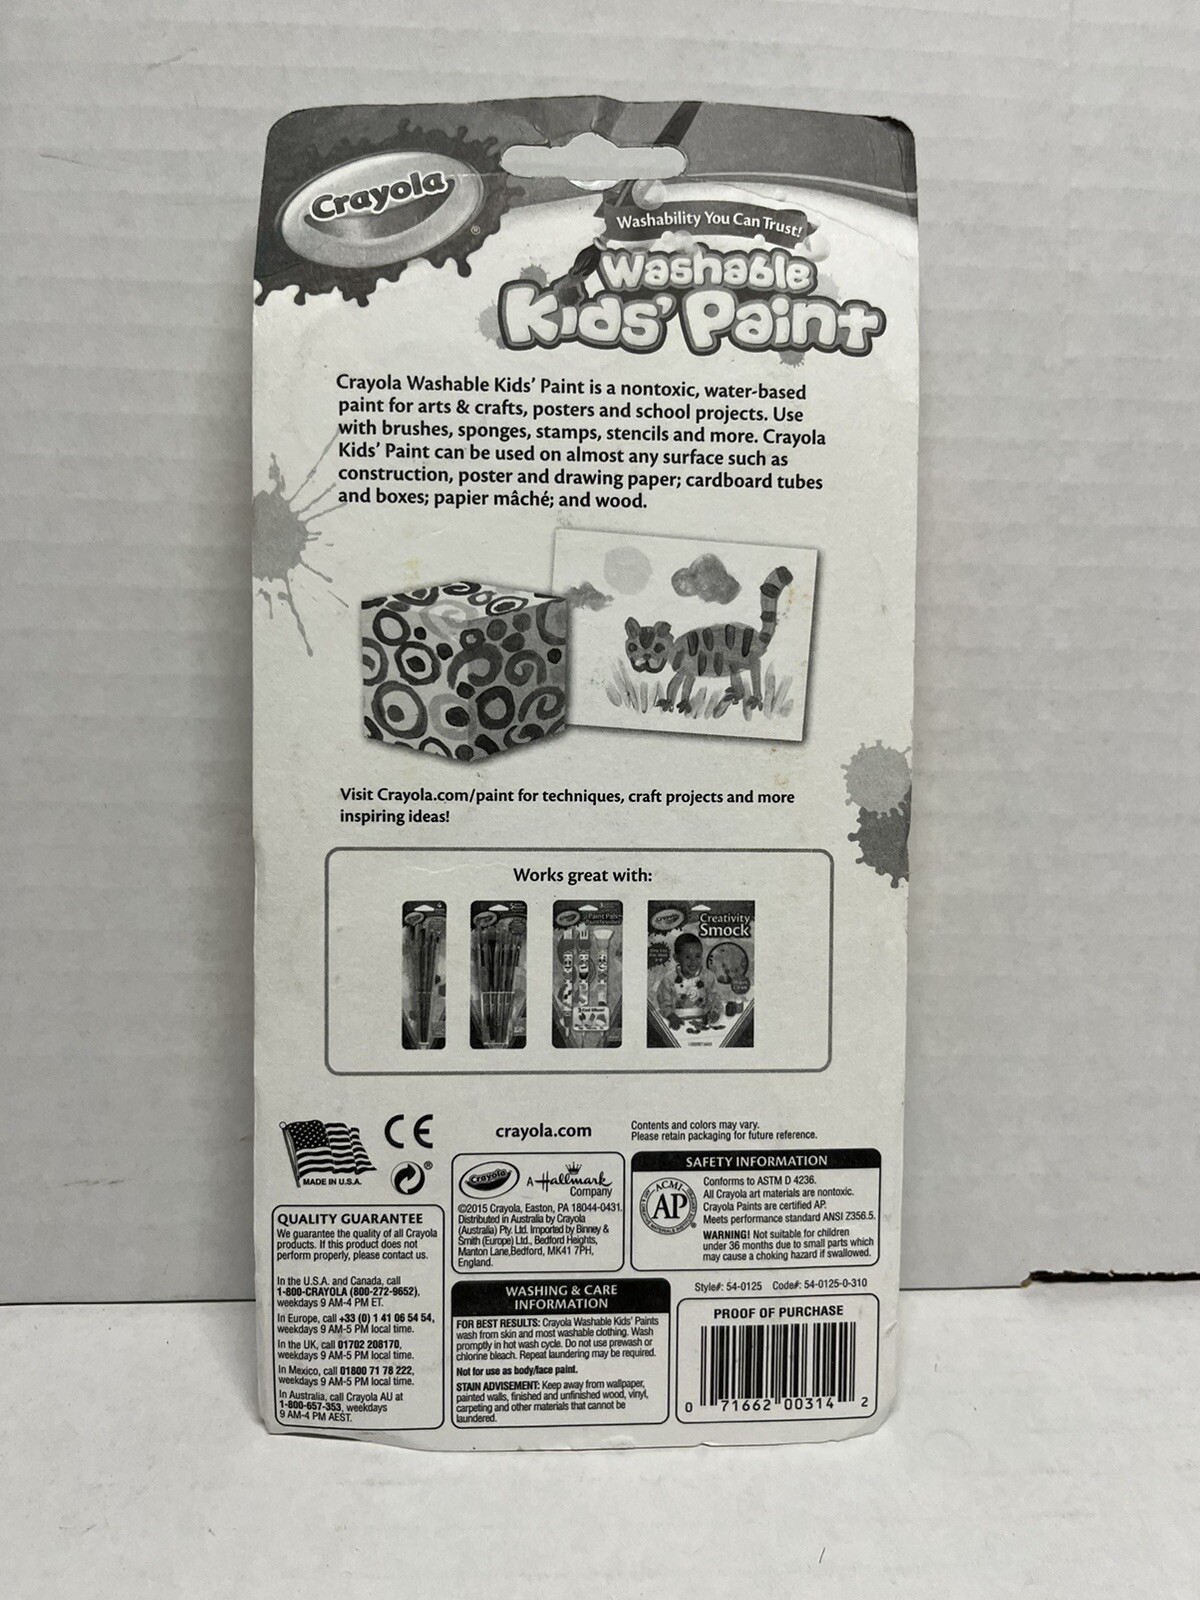 Crayola
®
Washability You Can Trust!
Washable
Kids' Paint
Crayola Washable Kids' Paint is a nontoxic, water-based
paint for arts & crafts, posters and school projects. Use
with brushes, sponges, stamps, stencils and more. Crayola
Kids' Paint can be used on almost any surface such as
construction, poster and drawing paper; cardboard tubes
and boxes; papier mâché; and wood.
Visit Crayola.com/paint for techniques, craft projects and more
inspiring ideas!
Works great with:
Creativity
Smock
MADE IN U.S.A.
CE
®
QUALITY GUARANTEE
We guarantee the quality of all Crayola
products. If this product does not
perform properly, please contact us.
In the U.S.A. and Canada, call
1-800-CRAYOLA (800-272-9652),
weekdays 9 AM-4 PM ET.
In Europe, call +33 (0) 1 41 06 54 54,
weekdays 9 AM-5 PM local time.
In the UK, call 01702 208170,
weekdays 9 AM-5 PM local time.
In Mexico, call 01800 71 78 222,
weekdays 9 AM-5 PM local time.
In Australia, call Crayola AU at
1-800-657-353, weekdays
9 AM-4 PM AEST.
crayola.com
Crayola
A Hallmark
Company
©2015 Crayola, Easton, PA 18044-0431.
Distributed in Australia by Crayola
(Australia) Pty. Ltd. Imported by Binney &
Smith (Europe) Ltd., Bedford Heights,
Manton Lane,Bedford, MK41 7PH,
England.
WASHING & CARE
INFORMATION
FOR BEST RESULTS: Crayola Washable Kids' Paints
wash from skin and most washable clothing. Wash
promptly in hot wash cycle. Do not use prewash or
chlorine bleach. Repeat laundering may be required.
Not for use as body/face paint.
STAIN ADVISEMENT: Keep away from wallpaper,
painted walls, finished and unfinished wood, vinyl,
carpeting and other materials that cannot be
laundered.
Contents and colors may vary.
Please retain packaging for future reference.
SAFETY INFORMATION
ACMI
AP
Conforms to ASTM D 4236.
All Crayola art materials are nontoxic.
Crayola Paints are certified AP.
Meets performance standard ANSI Z356.5.
WARNING! Not suitable for children
under 36 months due to small parts which
may cause a choking hazard if swallowed.
Style#: 54-0125 Code#: 54-0125-0-310
PROOF OF PURCHASE
0 71662 00314 2